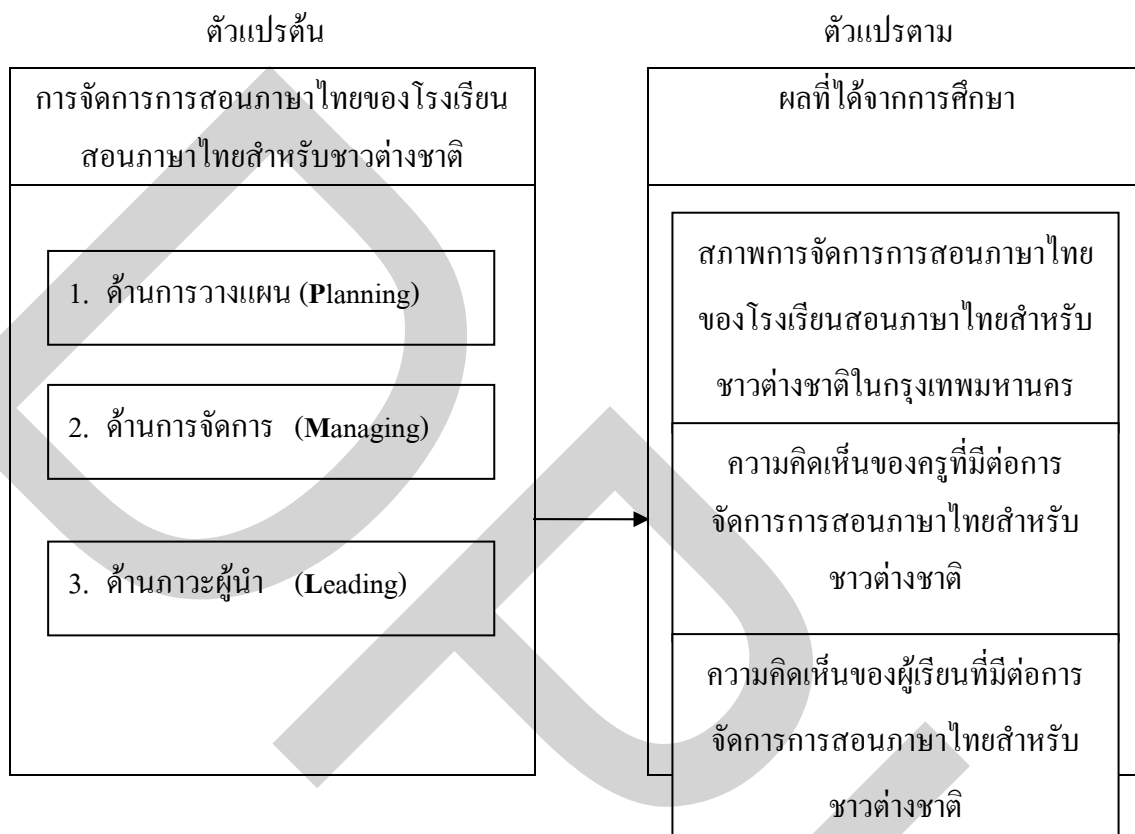 ตัวแปรต้น
การจัดการการสอนภาษาไทยของโรงเรียน
สอนภาษาไทยสำหรับชาวต่างชาติ
1. ด้านการวางแผน (Planning)
2. ด้านการจัดการ (Managing)
3. ด้านภาวะผู้นำ (Leading)
ตัวแปรตาม
ผลที่ได้จากการศึกษา
สภาพการจัดการการสอนภาษาไทย
ของโรงเรียนสอนภาษาไทยสำหรับ
ชาวต่างชาติในกรุงเทพมหานคร
ความคิดเห็นของครูที่มีต่อการ
จัดการการสอนภาษาไทยสำหรับ
ชาวต่างชาติ
ความคิดเห็นของผู้เรียนที่มีต่อการ
จัดการการสอนภาษาไทยสำหรับ
ชาวต่างชาติ